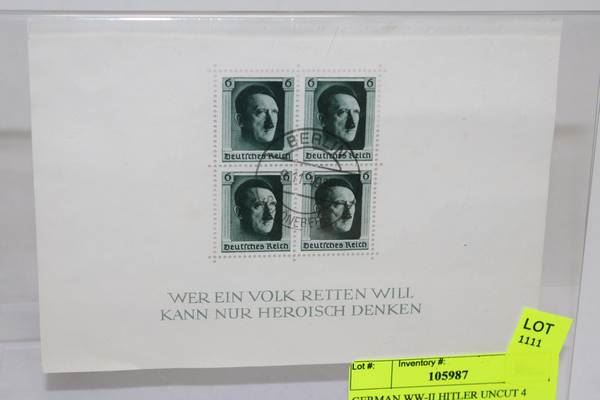 6 6
Deutsches Reich Deutsches Reich
BERLIN
6 6
Deutsches Reich Deutsches Reich
WER EIN VOLK RETTEN WILL
KANN NUR HEROISCH DENKEN
LOT
1111
Lot #: Inventory #:
105987
GERMAN WW-II HITLER UNCUT 4